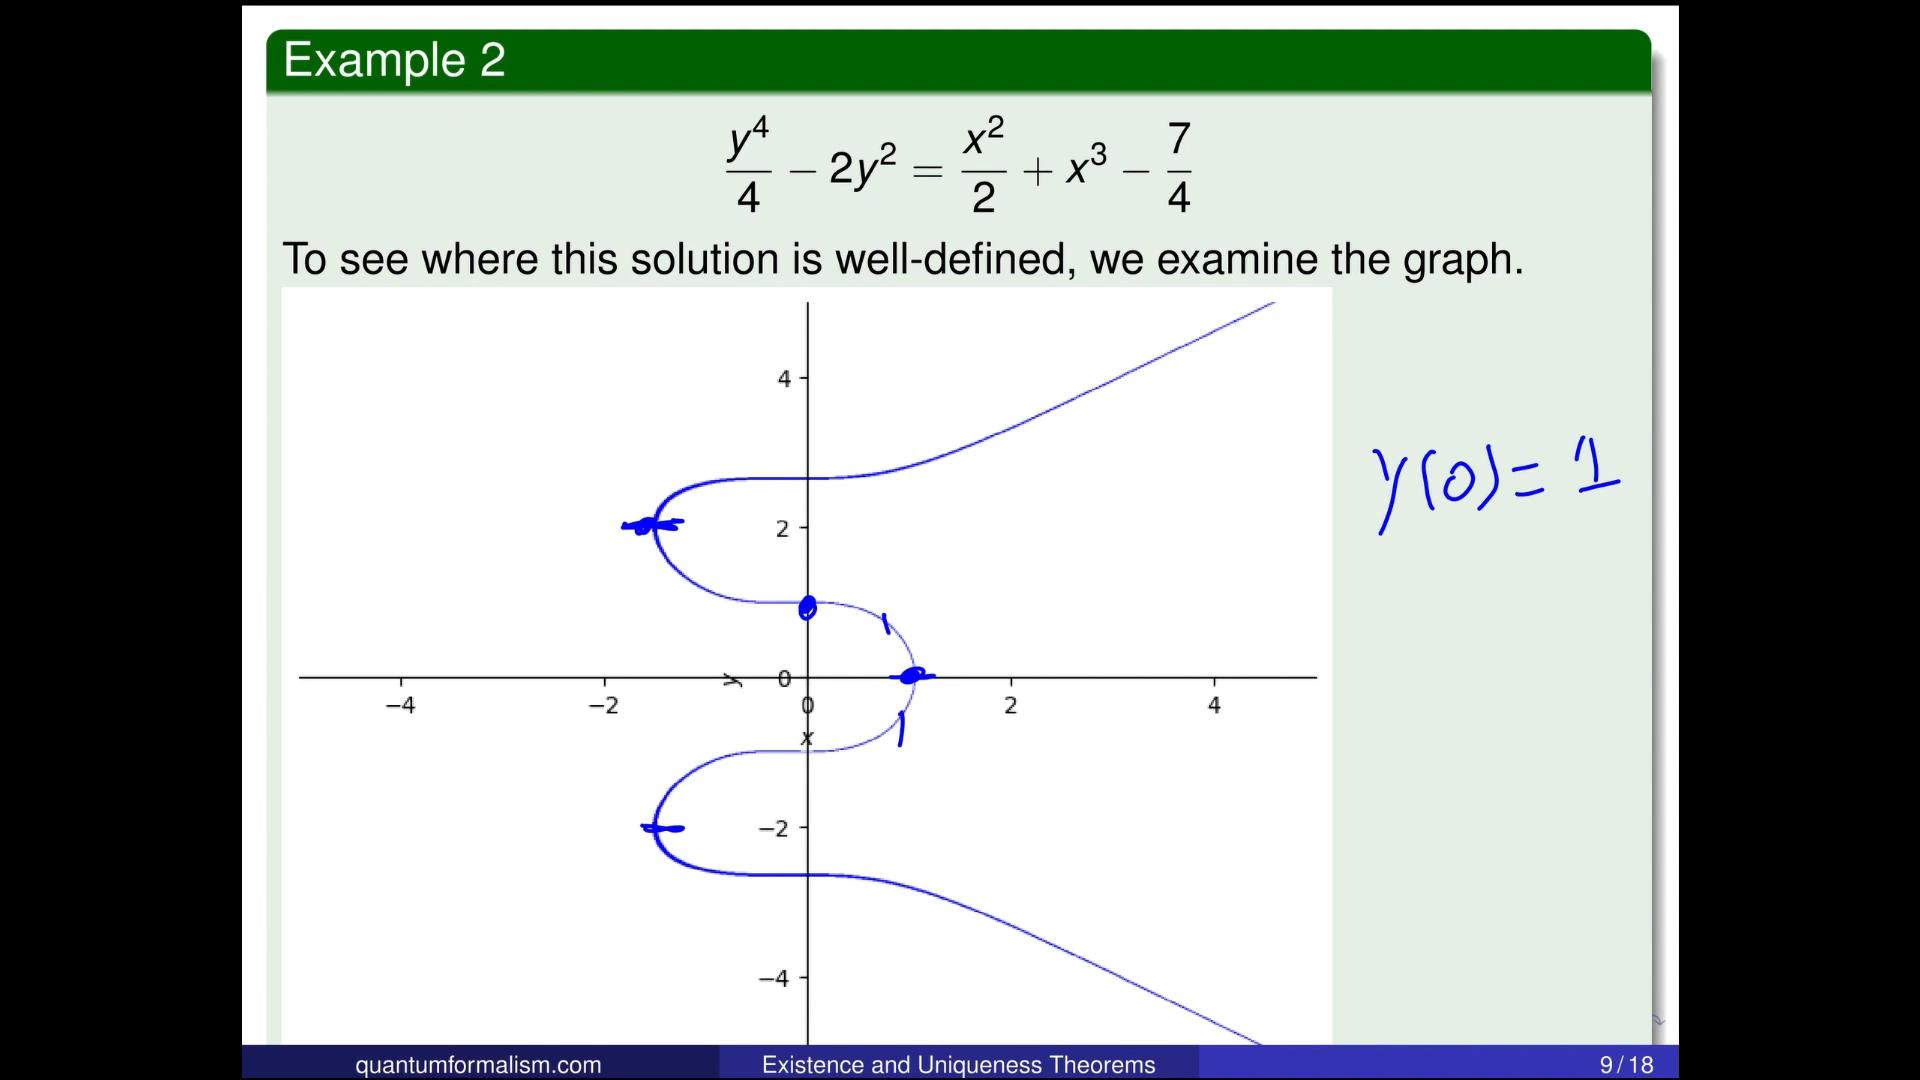 Example 2
y⁴/4 − 2y² = x²/2 + x³ − 7/4
To see where this solution is well-defined, we examine the graph.
4
y(0) = 1
2
y 0
−4 −2 0 2 4
x
−2
−4
quantumformalism.com Existence and Uniqueness Theorems 9 / 18